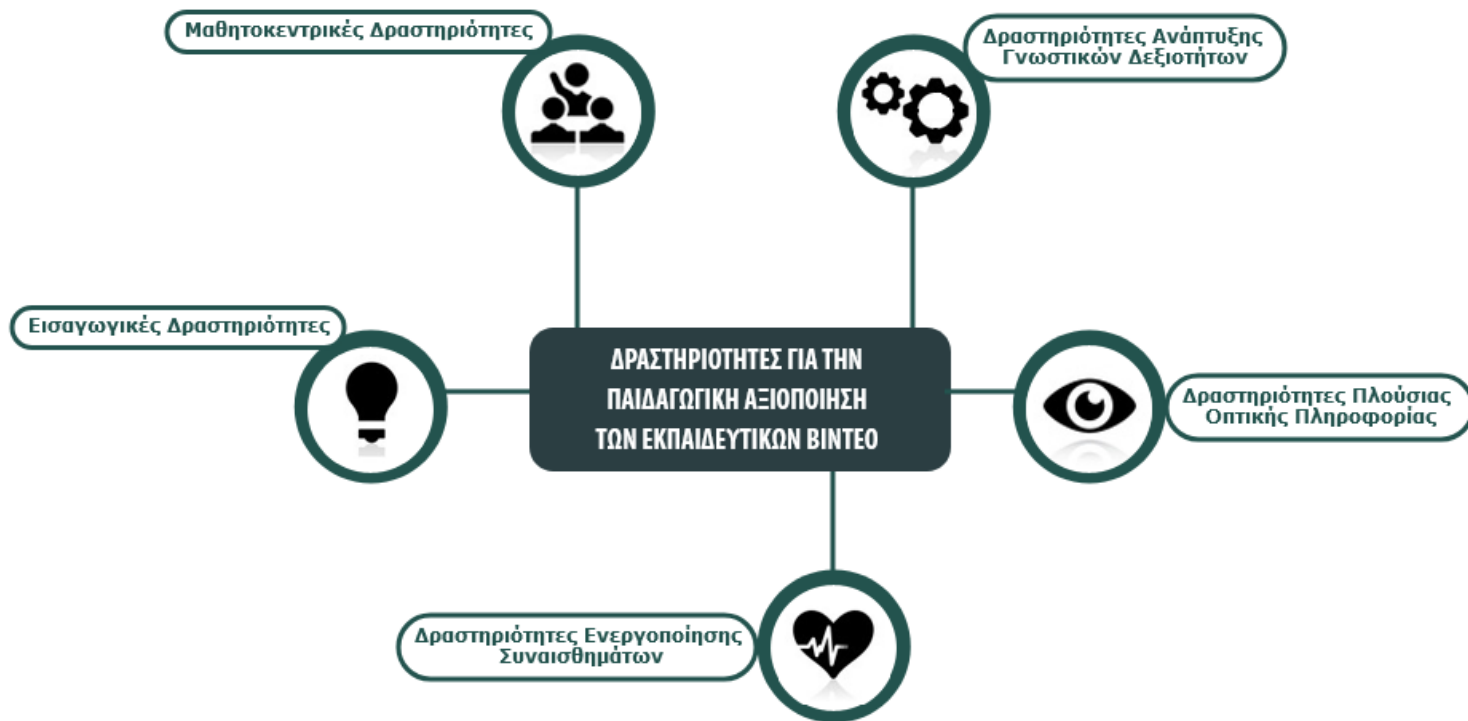 Μαθητοκεντρικές Δραστηριότητες
Δραστηριότητες Ανάπτυξης
Γνωστικών Δεξιοτήτων
Εισαγωγικές Δραστηριότητες
ΔΡΑΣΤΗΡΙΟΤΗΤΕΣ ΓΙΑ ΤΗΝ
ΠΑΙΔΑΓΩΓΙΚΗ ΑΞΙΟΠΟΙΗΣΗ
ΤΩΝ ΕΚΠΑΙΔΕΥΤΙΚΩΝ ΒΙΝΤΕΟ
Δραστηριότητες Πλούσιας
Οπτικής Πληροφορίας
Δραστηριότητες Ενεργοποίησης
Συναισθημάτων